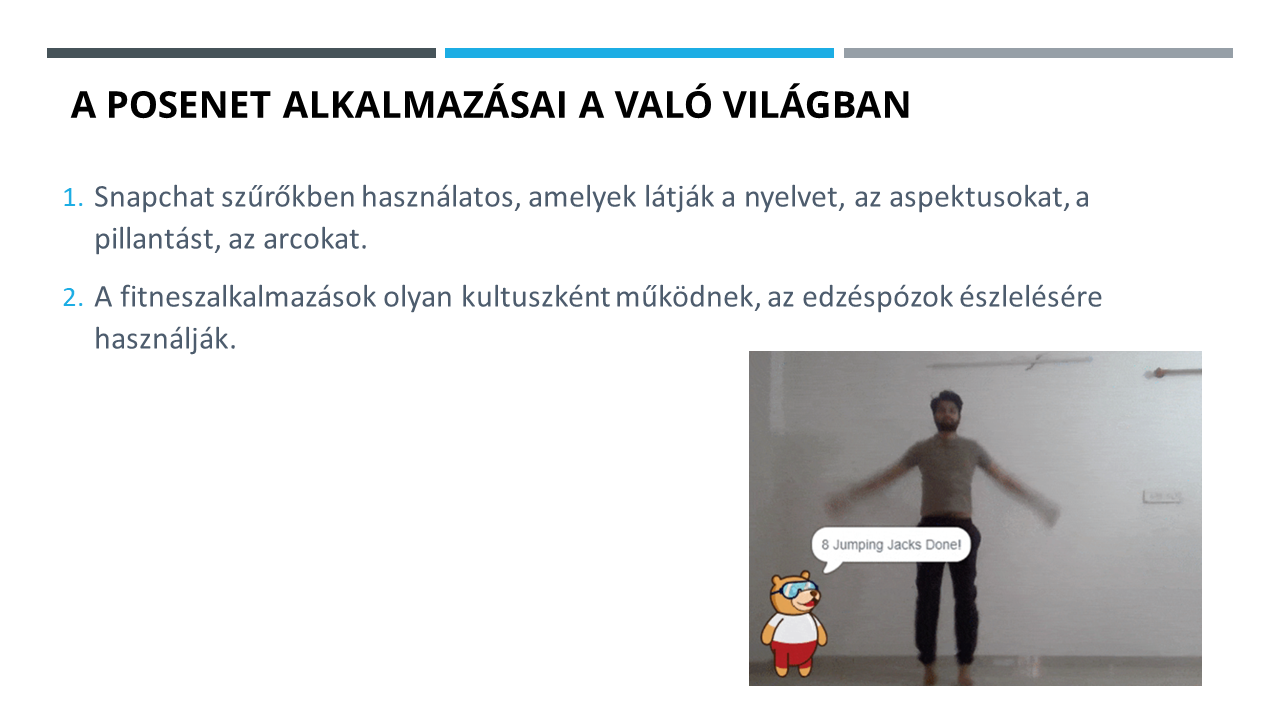 A POSENET ALKALMAZÁSAI A VALÓ VILÁGBAN
1. Snapchat szűrőkben használatos, amelyek látják a nyelvet, az aspektusokat, a
pillantást, az arcokat.
2. A fitneszalkalmazások olyan kultuszként működnek, az edzéspózok észlelésére
használják.
8 Jumping Jacks Done!